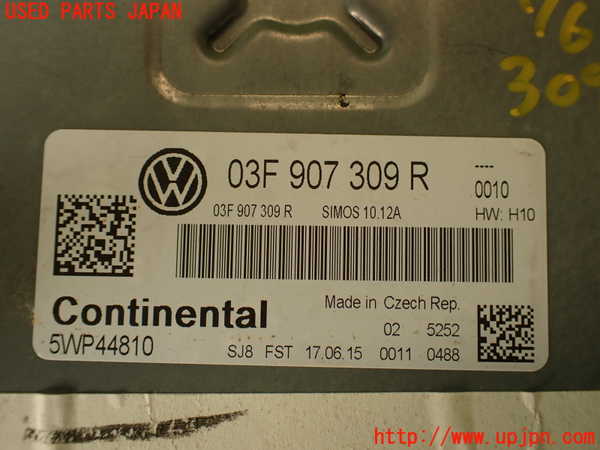 USED PARTS JAPAN
16
300
03F 907 309 R
----
0010
03F 907 309 R SIMOS 10.12A HW: H10
Continental
Made in Czech Rep.
02 5252
5WP44810
SJ8 FST 17.06.15 0011 0488
http://www.upjpn.com/